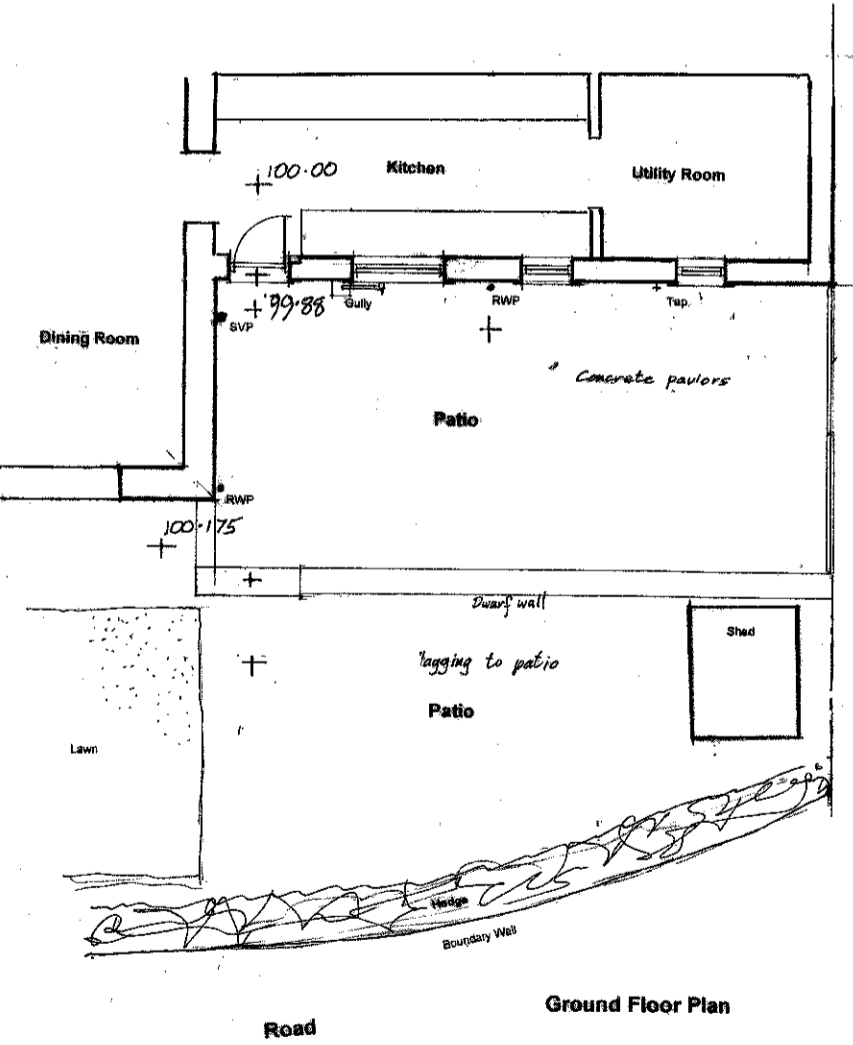 100.00
Kitchen
Utility Room
99.88
Gully
RWP
Tap
Dining Room
SVP
Concrete paviors
Patio
RWP
100.175
Dwarf wall
Shed
lagging to patio
Patio
Lawn
Hedge
Boundary Wall
Ground Floor Plan
Road